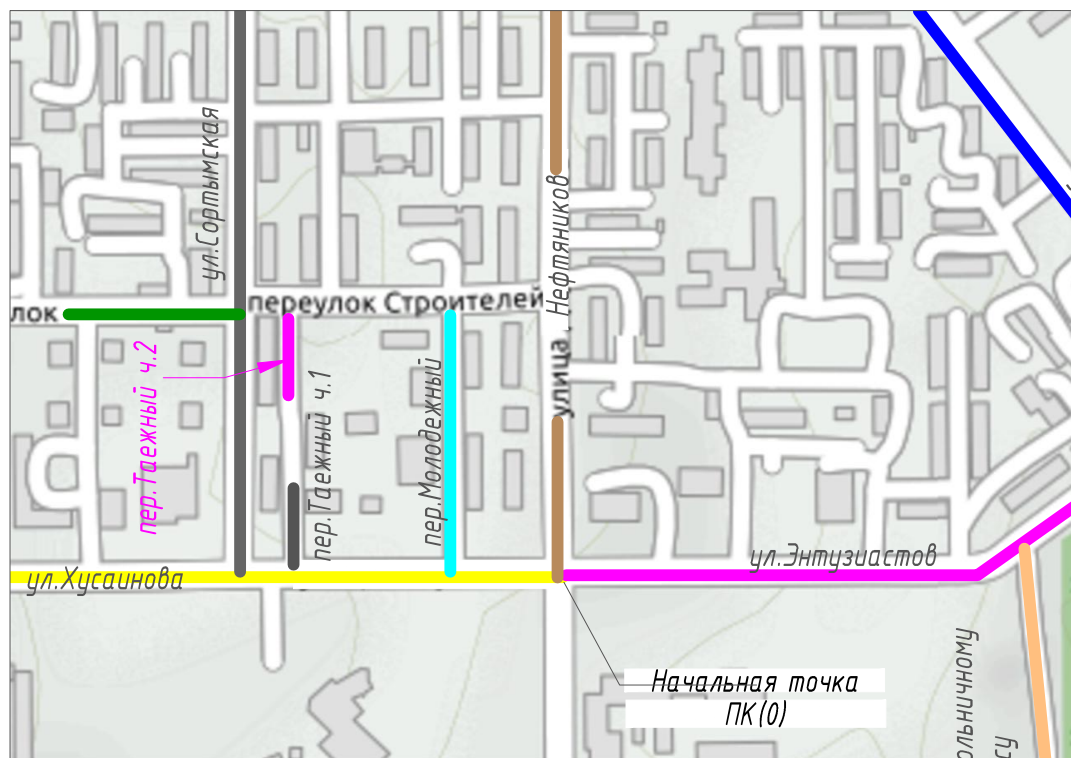 ул.Сортымская
улица Нефтяников
переулок Строителей
лок
пер.Таежный ч.2
пер.Таежный ч.1
пер.Молодежный
ул.Энтузиастов
ул.Хусаинова
Начальная точка
ПК(0)
ольничному
су